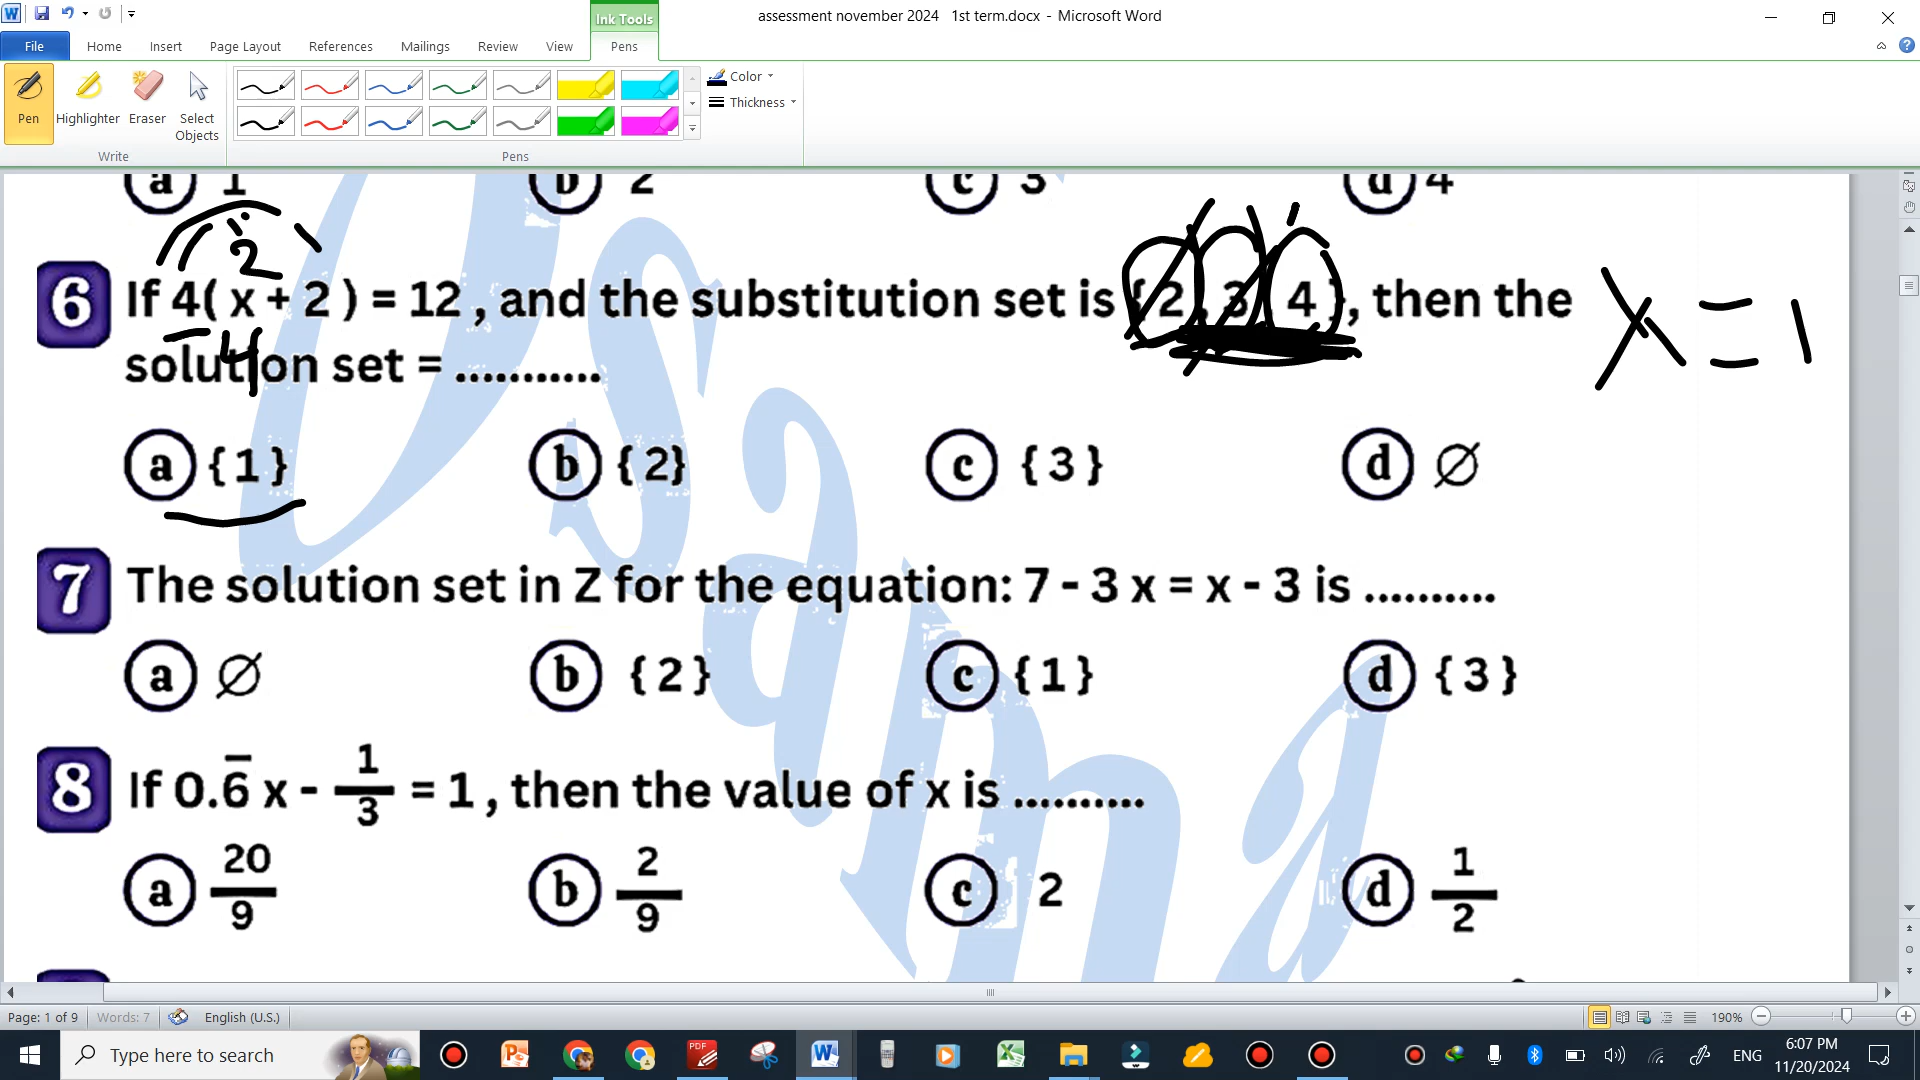 assessment november 2024 1st term.docx - Microsoft Word
Ink Tools
File Home Insert Page Layout References Mailings Review View Pens
Pen Highlighter Eraser Select Objects
Color
Thickness
Write Pens
a 1 b 2 c 3 d 4
2
6 If 4( x + 2 ) = 12 , and the substitution set is { 2, 3, 4 }, then the
x = 1
4
solution set = ...........
a { 1 } b { 2} c { 3 } d ∅
7 The solution set in Z for the equation: 7 - 3 x = x - 3 is ..........
a ∅ b { 2 } c { 1 } d { 3 }
8 If 0.6̅ x - 1/3 = 1 , then the value of x is ..........
a 20/9 b 2/9 c 2 d 1/2
Osama
Page: 1 of 9 Words: 7 English (U.S.) 190%
Type here to search
ENG
6:07 PM
11/20/2024